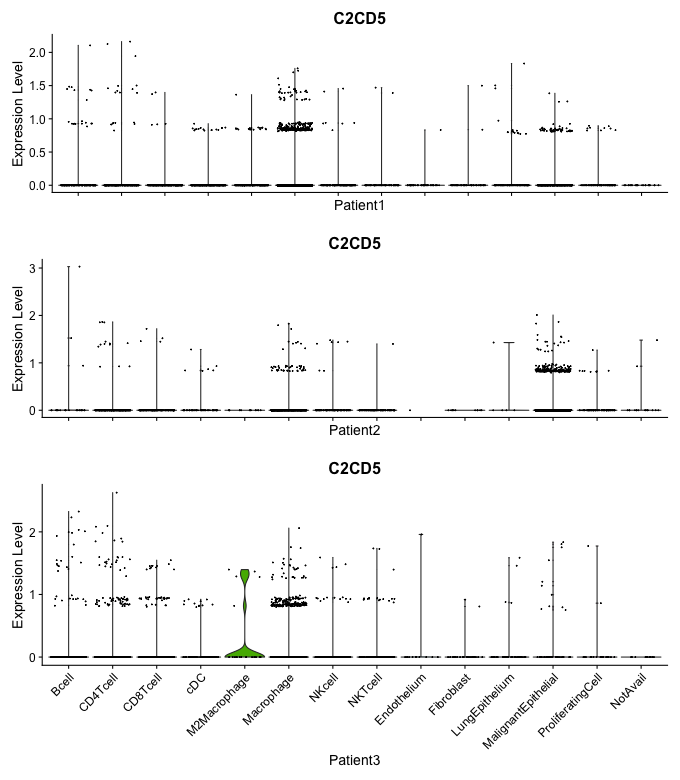 C2CD5
Expression Level
2.0
1.5
1.0
0.5
0.0
Patient1
C2CD5
Expression Level
3
2
1
0
Patient2
C2CD5
Expression Level
2
1
0
Bcell
CD4Tcell
CD8Tcell
cDC
M2Macrophage
Macrophage
NKcell
NKTcell
Endothelium
Fibroblast
LungEpithelium
MalignantEpithelial
ProliferatingCell
NotAvail
Patient3